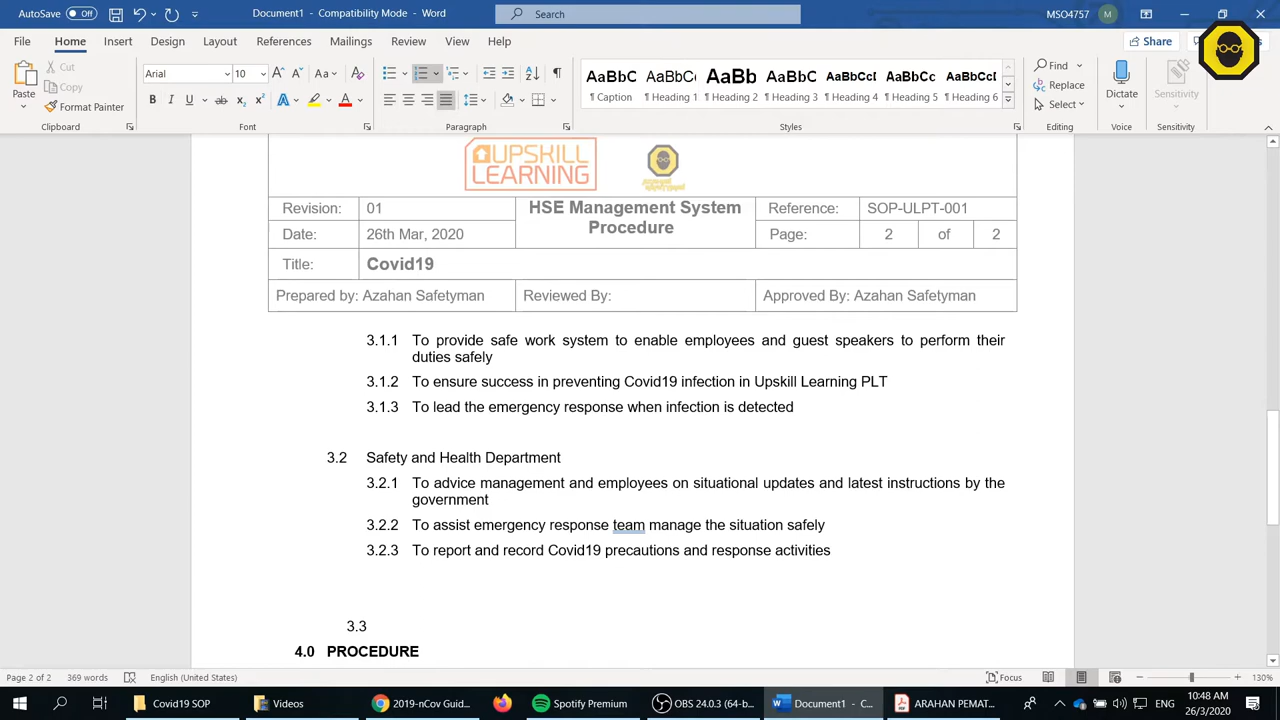 AutoSave Off Document1 - Compatibility Mode - Word Search MSO4757 M
File Home Insert Design Layout References Mailings Review View Help Share
Paste Cut Copy Format Painter
Arial 10
AaBbC AaBbC AaBb AaBbC AaBbCcI AaBbCc AaBbCcI
¶ Caption ¶ Heading 1 ¶ Heading 2 ¶ Heading 3 ¶ Heading 4 ¶ Heading 5 ¶ Heading 6
Find Replace Select Dictate Sensitivity
Clipboard Font Paragraph Styles Editing Voice Sensitivity
UPSKILL
LEARNING
Revision: 01 HSE Management System Reference: SOP-ULPT-001
Date: 26th Mar, 2020 Procedure Page: 2 of 2
Title: Covid19
Prepared by: Azahan Safetyman Reviewed By: Approved By: Azahan Safetyman
3.1.1 To provide safe work system to enable employees and guest speakers to perform their
duties safely
3.1.2 To ensure success in preventing Covid19 infection in Upskill Learning PLT
3.1.3 To lead the emergency response when infection is detected
3.2 Safety and Health Department
3.2.1 To advice management and employees on situational updates and latest instructions by the
government
3.2.2 To assist emergency response team manage the situation safely
3.2.3 To report and record Covid19 precautions and response activities
3.3
4.0 PROCEDURE
Page 2 of 2 369 words English (United States) Focus 130%
Covid19 SOP Videos 2019-nCov Guid... Spotify Premium OBS 24.0.3 (64-b... Document1 - C... ARAHAN PEMAT... ENG 10:48 AM
26/3/2020